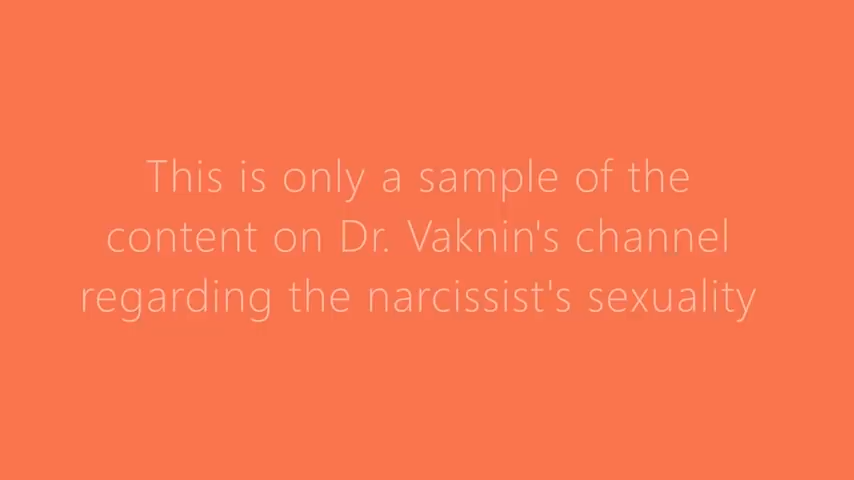 This is only a sample of the
content on Dr. Vaknin's channel
regarding the narcissist's sexuality